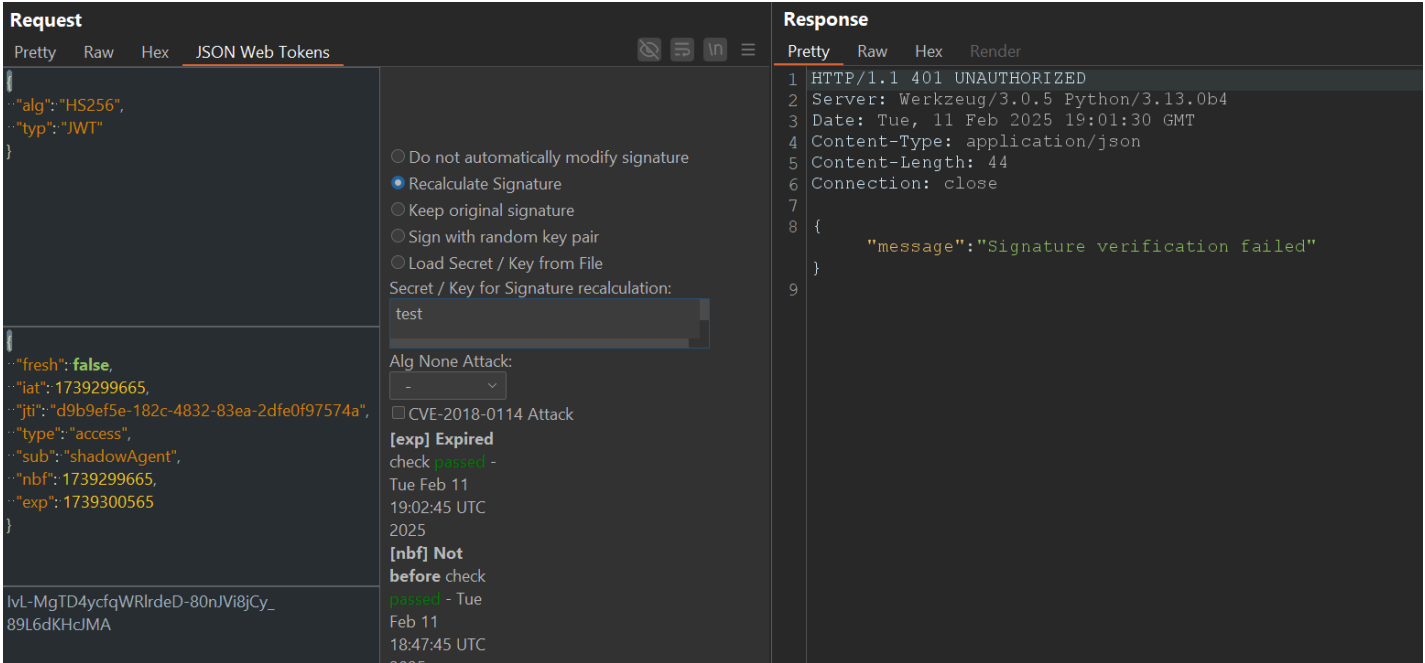 Request
Pretty Raw Hex JSON Web Tokens
{
"alg":"HS256",
"typ":"JWT"
}
{
"fresh": false,
"iat": 1739299665,
"jti": "d9b9ef5e-182c-4832-83ea-2dfe0f97574a",
"type": "access",
"sub": "shadowAgent",
"nbf": 1739299665,
"exp": 1739300565
}
IvL-MgTD4ycfqWRlrdeD-80nJVi8jCy_
89L6dKHcJMA
\n
Do not automatically modify signature
Recalculate Signature
Keep original signature
Sign with random key pair
Load Secret / Key from File
Secret / Key for Signature recalculation:
test
Alg None Attack:
-
CVE-2018-0114 Attack
[exp] Expired
check passed -
Tue Feb 11
19:02:45 UTC
2025
[nbf] Not
before check
passed - Tue
Feb 11
18:47:45 UTC
Response
Pretty Raw Hex Render
1 HTTP/1.1 401 UNAUTHORIZED
2 Server: Werkzeug/3.0.5 Python/3.13.0b4
3 Date: Tue, 11 Feb 2025 19:01:30 GMT
4 Content-Type: application/json
5 Content-Length: 44
6 Connection: close
7
8 {
"message":"Signature verification failed"
}
9